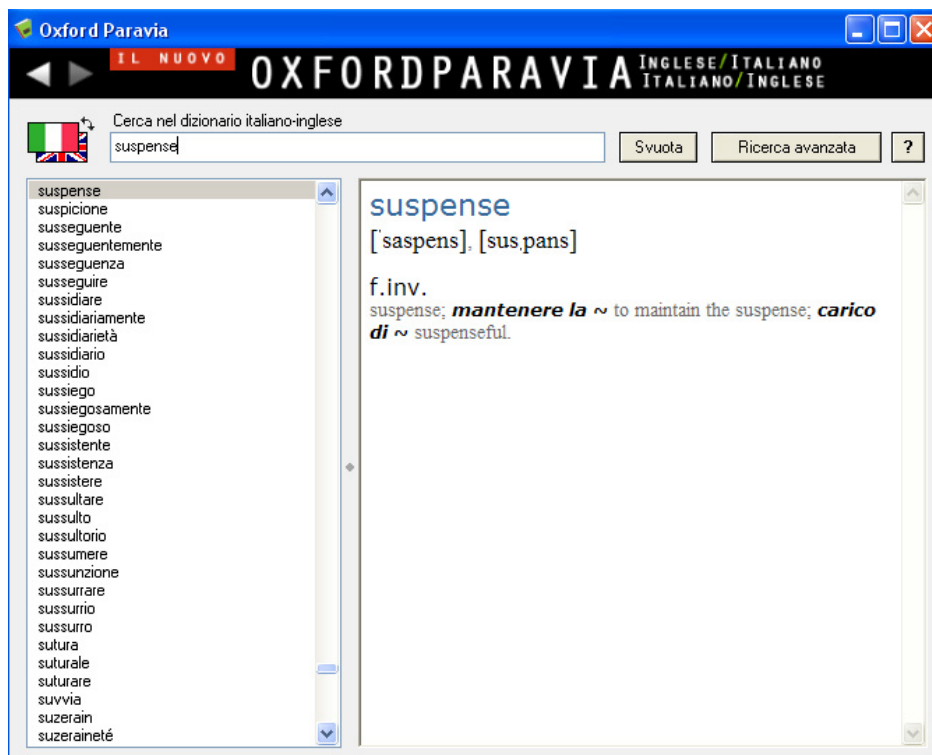 Oxford Paravia
IL NUOVO
OXFORDPARAVIA
INGLESE/ITALIANO
ITALIANO/INGLESE
Cerca nel dizionario italiano-inglese
suspense
Svuota
Ricerca avanzata
?
suspense
suspicione
susseguente
susseguentemente
susseguenza
susseguire
sussidiare
sussidiariamente
sussidiarietà
sussidiario
sussidio
sussiego
sussiegosamente
sussiegoso
sussistente
sussistenza
sussistere
sussultare
sussulto
sussultorio
sussumere
sussunzione
sussurrare
sussurrio
sussurro
sutura
suturale
suturare
suvvia
suzerain
suzeraineté
suspense
[ˈsaspens], [susˌpans]
f.inv.
suspense; mantenere la ~ to maintain the suspense; carico
di ~ suspenseful.